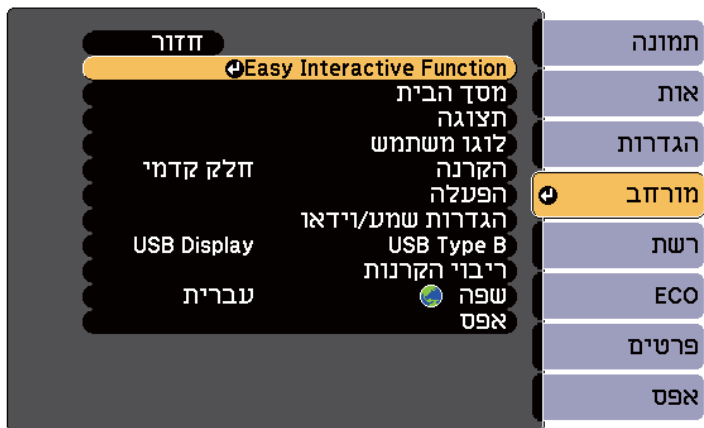 תמונה
אות
הגדרות
מורחב
רשת
ECO
פרטים
אפס
חזור
Easy Interactive Function
מסך הבית
תצוגה
לוגו משתמש
הקרנה חלק קדמי
הפעלה
הגדרות שמע/וידאו
USB Type B USB Display
ריבוי הקרנות
שפה עברית
אפס